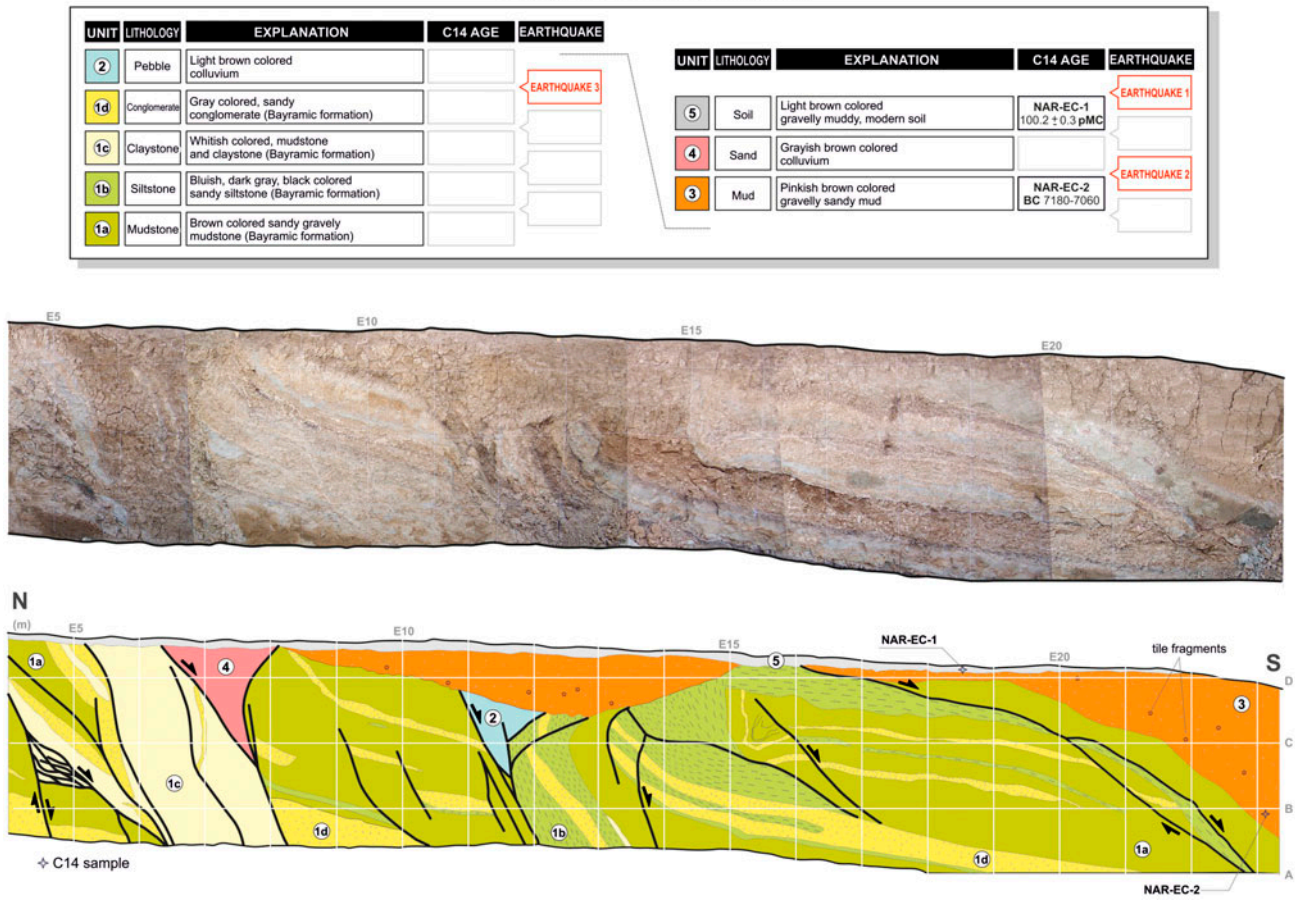 UNIT LITHOLOGY EXPLANATION C14 AGE EARTHQUAKE
2 Pebble Light brown colored
colluvium
EARTHQUAKE 3
1d Conglomerate Gray colored, sandy
conglomerate (Bayramic formation)
1c Claystone Whitish colored, mudstone
and claystone (Bayramic formation)
1b Siltstone Bluish, dark gray, black colored
sandy siltstone (Bayramic formation)
1a Mudstone Brown colored sandy gravely
mudstone (Bayramic formation)
UNIT LITHOLOGY EXPLANATION C14 AGE EARTHQUAKE
EARTHQUAKE 1
5 Soil Light brown colored
gravelly muddy, modern soil
NAR-EC-1
100.2 ± 0.3 pMC
4 Sand Grayish brown colored
colluvium
EARTHQUAKE 2
3 Mud Pinkish brown colored
gravelly sandy mud
NAR-EC-2
BC 7180-7060
E5 E10 E15 E20
N
(m) E5 E10 E15 E20
NAR-EC-1
tile fragments
S
1a 4 5 D
2 3
C
1c
B
1d 1b 1d 1a
A
C14 sample
NAR-EC-2